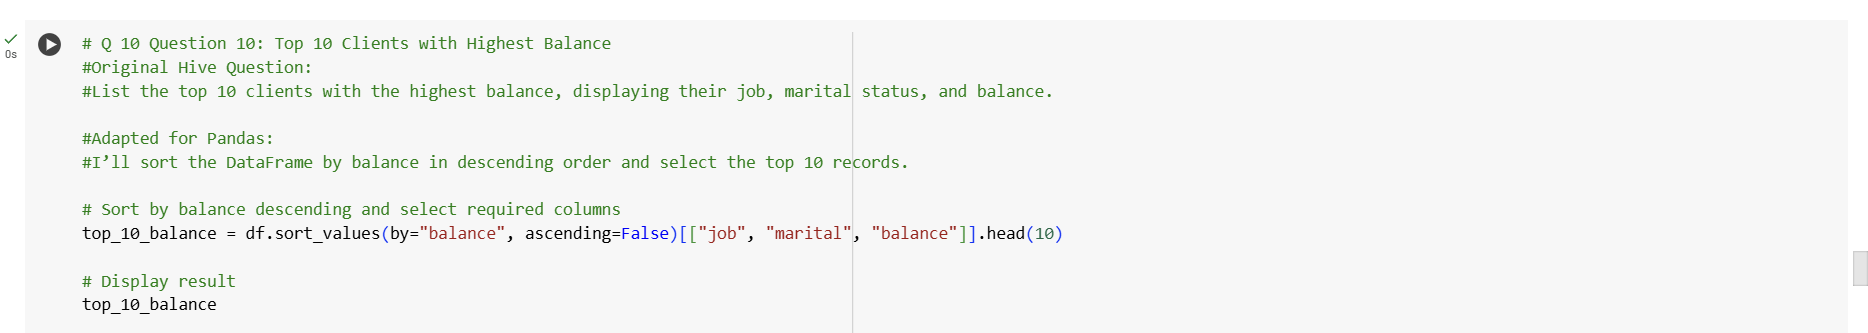 0s
# Q 10 Question 10: Top 10 Clients with Highest Balance
#Original Hive Question:
#List the top 10 clients with the highest balance, displaying their job, marital status, and balance.
#Adapted for Pandas:
#I’ll sort the DataFrame by balance in descending order and select the top 10 records.
# Sort by balance descending and select required columns
top_10_balance = df.sort_values(by="balance", ascending=False)[["job", "marital", "balance"]].head(10)
# Display result
top_10_balance